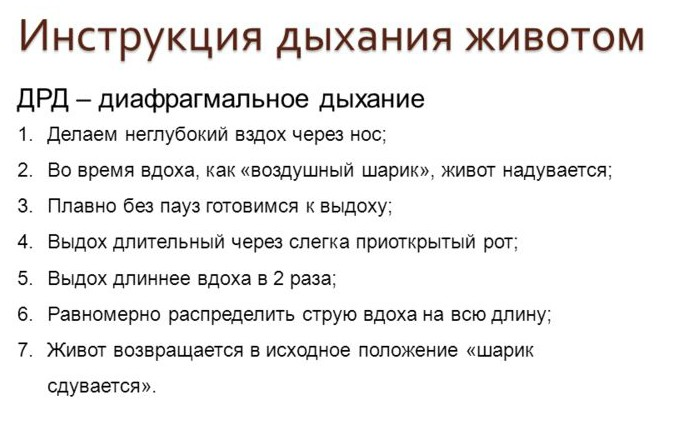 Инструкция дыхания животом
ДРД – диафрагмальное дыхание
1. Делаем неглубокий вздох через нос;
2. Во время вдоха, как «воздушный шарик», живот надувается;
3. Плавно без пауз готовимся к выдоху;
4. Выдох длительный через слегка приоткрытый рот;
5. Выдох длиннее вдоха в 2 раза;
6. Равномерно распределить струю вдоха на всю длину;
7. Живот возвращается в исходное положение «шарик
сдувается».